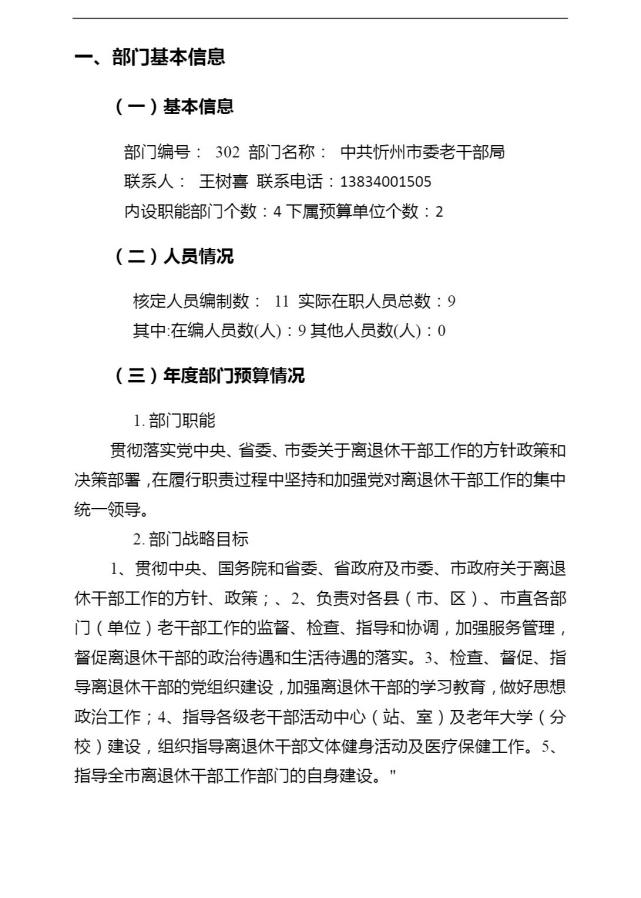 一、部门基本信息
（一）基本信息
部门编号： 302 部门名称： 中共忻州市委老干部局
联系人： 王树喜 联系电话：13834001505
内设职能部门个数：4 下属预算单位个数：2
（二）人员情况
核定人员编制数： 11 实际在职人员总数：9
其中:在编人员数(人)：9 其他人员数(人)：0
（三）年度部门预算情况
1. 部门职能
贯彻落实党中央、省委、市委关于离退休干部工作的方针政策和
决策部署，在履行职责过程中坚持和加强党对离退休干部工作的集中
统一领导。
2. 部门战略目标
1、贯彻中央、国务院和省委、省政府及市委、市政府关于离退
休干部工作的方针、政策；、2、负责对各县（市、区）、市直各部
门（单位）老干部工作的监督、检查、指导和协调，加强服务管理，
督促离退休干部的政治待遇和生活待遇的落实。3、检查、督促、指
导离退休干部的党组织建设，加强离退休干部的学习教育，做好思想
政治工作；4、指导各级老干部活动中心（站、室）及老年大学（分
校）建设，组织指导离退休干部文体健身活动及医疗保健工作。5、
指导全市离退休干部工作部门的自身建设。"